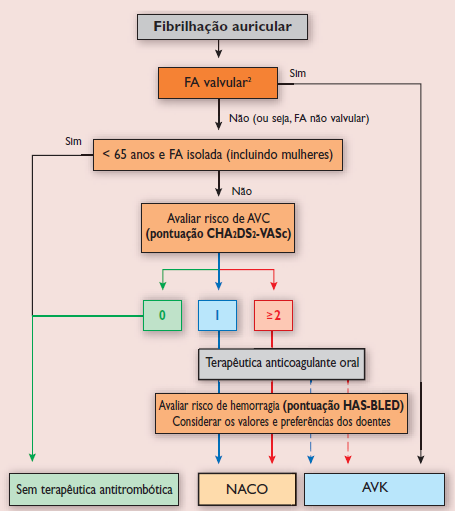 Fibrilhação auricular
FA valvular²
Sim
Não (ou seja, FA não valvular)
Sim
< 65 anos e FA isolada (incluindo mulheres)
Não
Avaliar risco de AVC
(pontuação CHA2DS2-VASc)
0
1
≥2
Terapêutica anticoagulante oral
Avaliar risco de hemorragia (pontuação HAS-BLED)
Considerar os valores e preferências dos doentes
Sem terapêutica antitrombótica
NACO
AVK